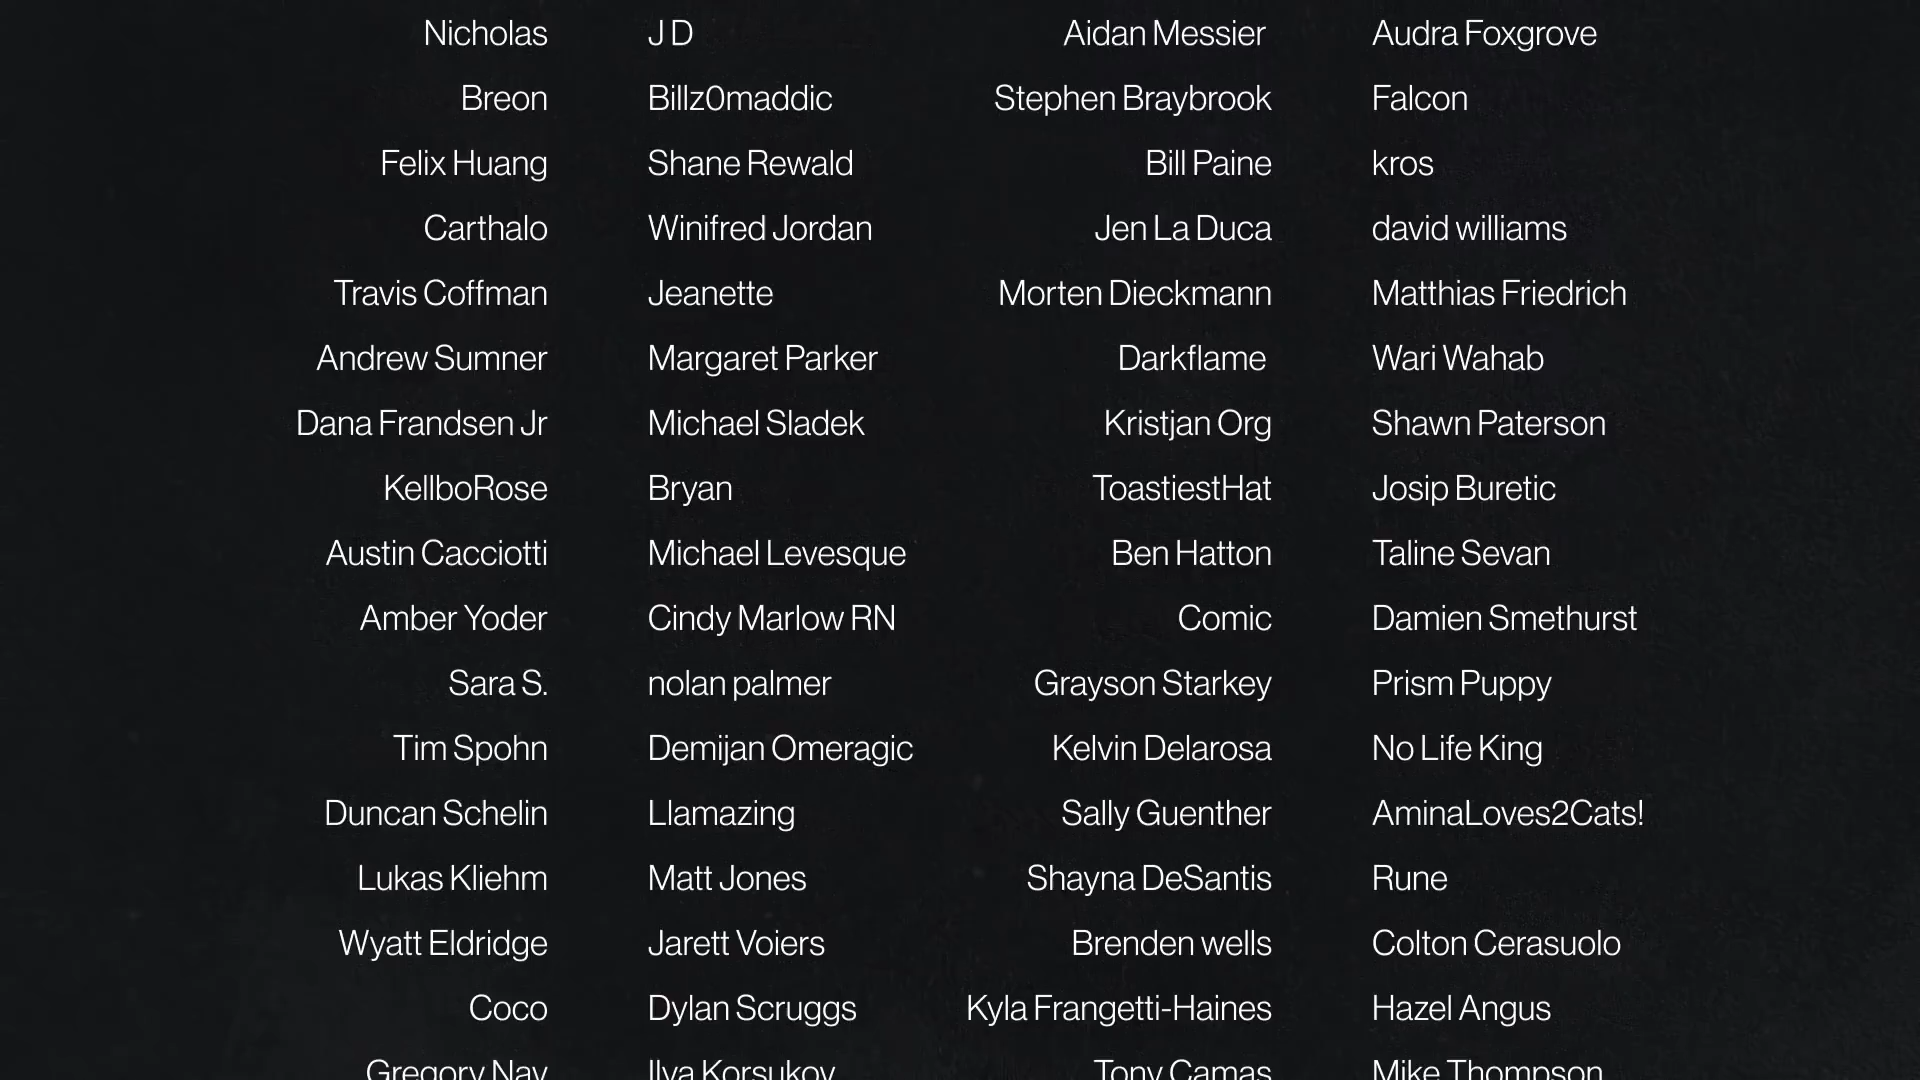 Nicholas J D Aidan Messier Audra Foxgrove
Breon Billz0maddic Stephen Braybrook Falcon
Felix Huang Shane Rewald Bill Paine kros
Carthalo Winifred Jordan Jen La Duca david williams
Travis Coffman Jeanette Morten Dieckmann Matthias Friedrich
Andrew Sumner Margaret Parker Darkflame Wari Wahab
Dana Frandsen Jr Michael Sladek Kristjan Org Shawn Paterson
KellboRose Bryan ToastiestHat Josip Buretic
Austin Cacciotti Michael Levesque Ben Hatton Taline Sevan
Amber Yoder Cindy Marlow RN Comic Damien Smethurst
Sara S. nolan palmer Grayson Starkey Prism Puppy
Tim Spohn Demijan Omeragic Kelvin Delarosa No Life King
Duncan Schelin Llamazing Sally Guenther AminaLoves2Cats!
Lukas Kliehm Matt Jones Shayna DeSantis Rune
Wyatt Eldridge Jarett Voiers Brenden wells Colton Cerasuolo
Coco Dylan Scruggs Kyla Frangetti-Haines Hazel Angus
Gregory Nay Ilya Korsukov Tony Camas Mike Thompson